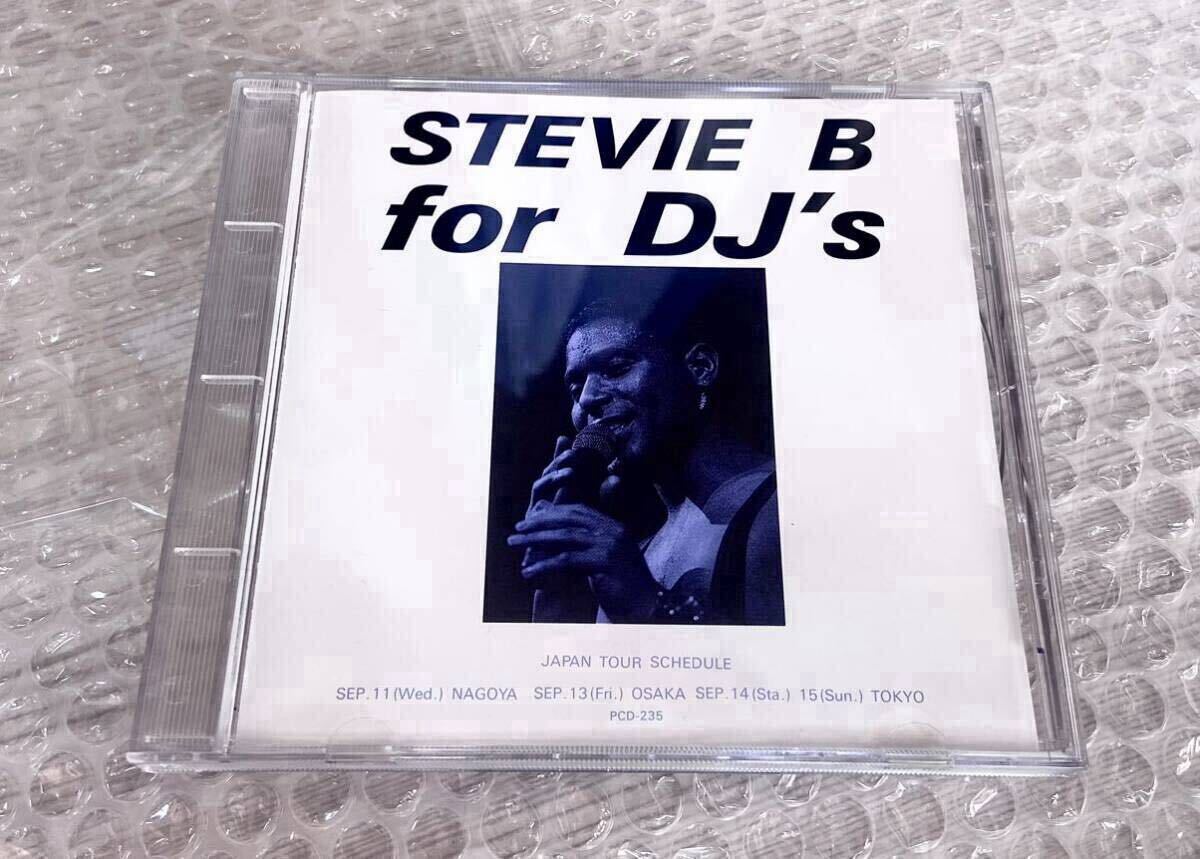 STEVIE B
for DJ's
JAPAN TOUR SCHEDULE
SEP.11(Wed.) NAGOYA SEP.13(Fri.) OSAKA SEP.14(Sta.) 15(Sun.) TOKYO
PCD-235